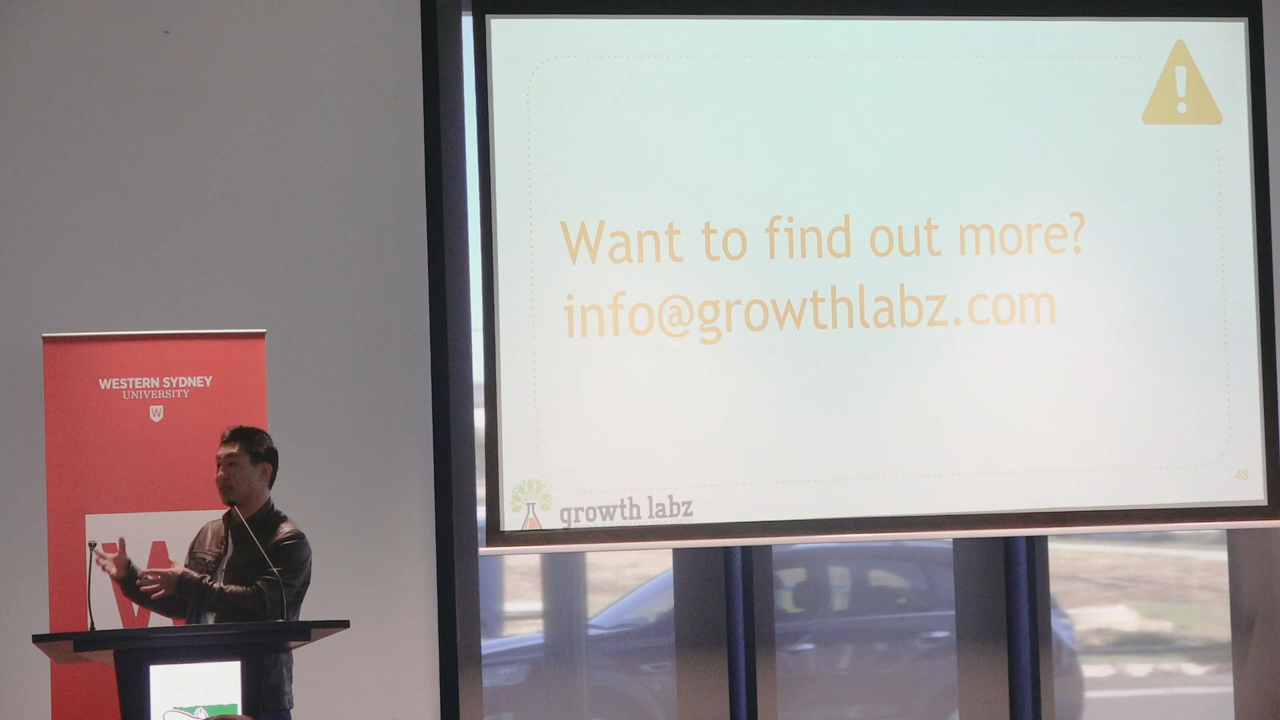 Want to find out more?
info@growthlabz.com
48
growth labz
WESTERN SYDNEY
UNIVERSITY
W
W